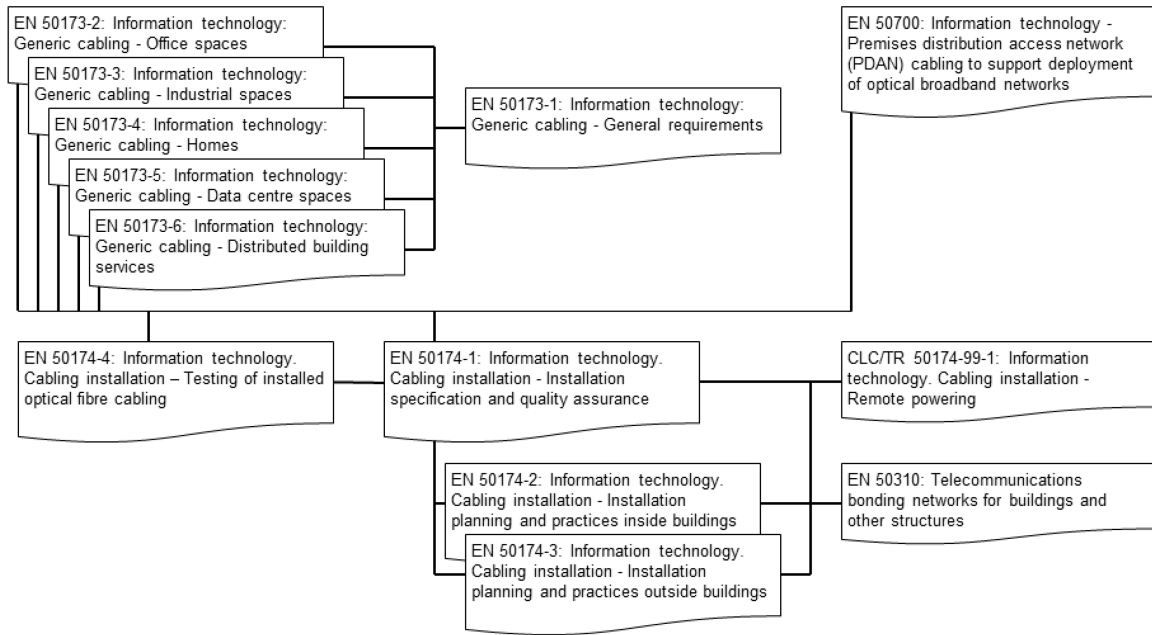 EN 50173-2: Information technology:
Generic cabling - Office spaces
EN 50173-3: Information technology:
Generic cabling - Industrial spaces
EN 50173-4: Information technology:
Generic cabling - Homes
EN 50173-5: Information technology:
Generic cabling - Data centre spaces
EN 50173-6: Information technology:
Generic cabling - Distributed building
services
EN 50173-1: Information technology:
Generic cabling - General requirements
EN 50700: Information technology -
Premises distribution access network
(PDAN) cabling to support deployment
of optical broadband networks
EN 50174-4: Information technology.
Cabling installation – Testing of installed
optical fibre cabling
EN 50174-1: Information technology.
Cabling installation - Installation
specification and quality assurance
CLC/TR 50174-99-1: Information
technology. Cabling installation -
Remote powering
EN 50174-2: Information technology.
Cabling installation - Installation
planning and practices inside buildings
EN 50174-3: Information technology.
Cabling installation - Installation
planning and practices outside buildings
EN 50310: Telecommunications
bonding networks for buildings and
other structures